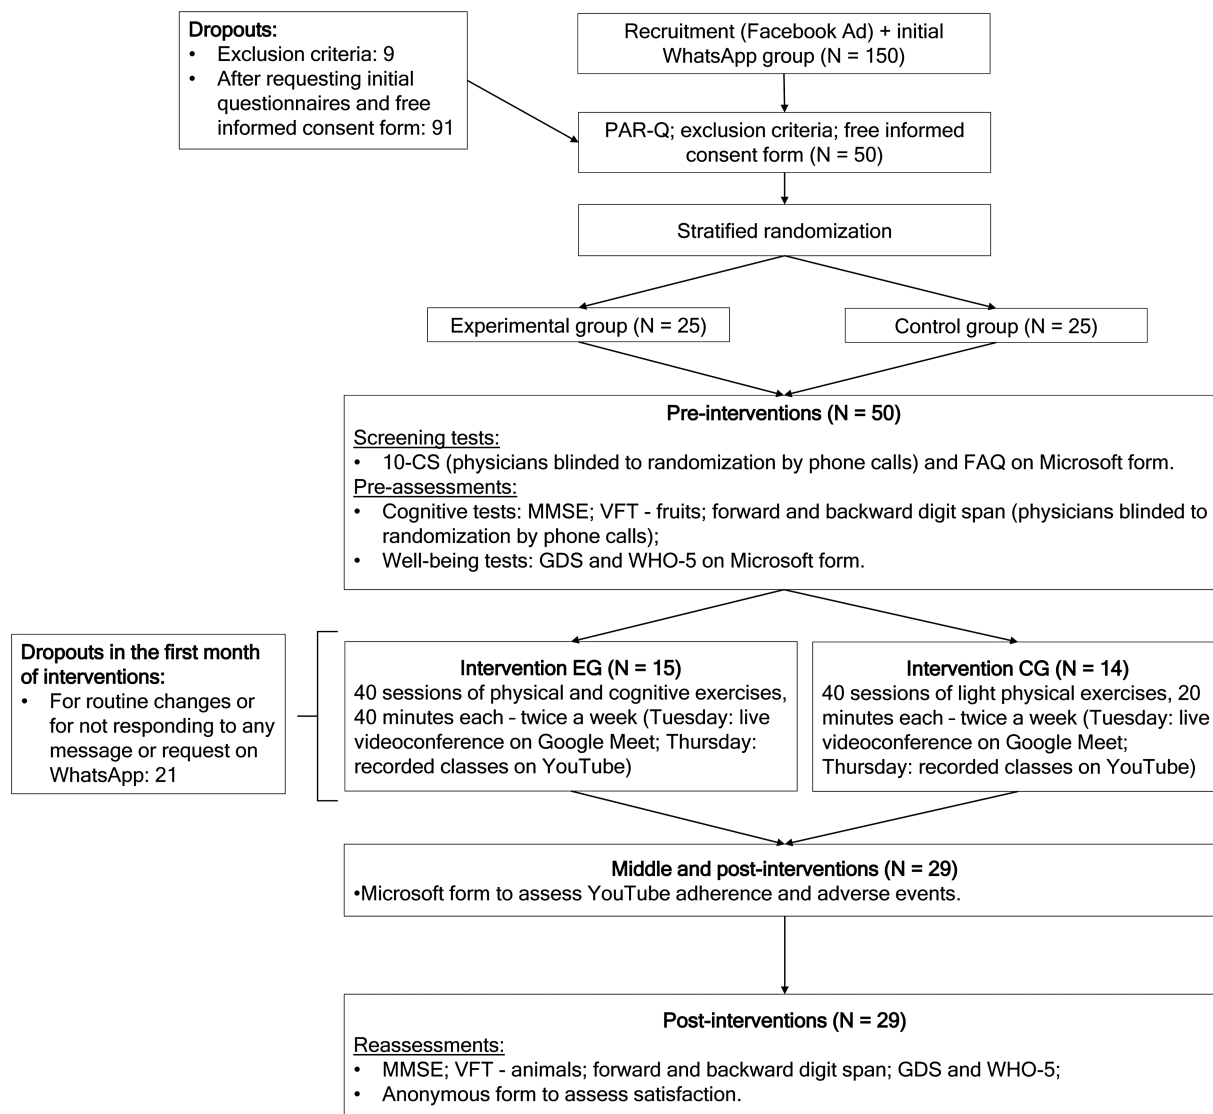 Dropouts:
• Exclusion criteria: 9
• After requesting initial
questionnaires and free
informed consent form: 91
Recruitment (Facebook Ad) + initial
WhatsApp group (N = 150)
PAR-Q; exclusion criteria; free informed
consent form (N = 50)
Stratified randomization
Experimental group (N = 25)
Control group (N = 25)
Pre-interventions (N = 50)
Screening tests:
• 10-CS (physicians blinded to randomization by phone calls) and FAQ on Microsoft form.
Pre-assessments:
• Cognitive tests: MMSE; VFT - fruits; forward and backward digit span (physicians blinded to
randomization by phone calls);
• Well-being tests: GDS and WHO-5 on Microsoft form.
Dropouts in the first month
of interventions:
• For routine changes or
for not responding to any
message or request on
WhatsApp: 21
Intervention EG (N = 15)
40 sessions of physical and cognitive exercises,
40 minutes each - twice a week (Tuesday: live
videoconference on Google Meet; Thursday:
recorded classes on YouTube)
Intervention CG (N = 14)
40 sessions of light physical exercises, 20
minutes each - twice a week (Tuesday: live
videoconference on Google Meet;
Thursday: recorded classes on YouTube)
Middle and post-interventions (N = 29)
•Microsoft form to assess YouTube adherence and adverse events.
Post-interventions (N = 29)
Reassessments:
• MMSE; VFT - animals; forward and backward digit span; GDS and WHO-5;
• Anonymous form to assess satisfaction.